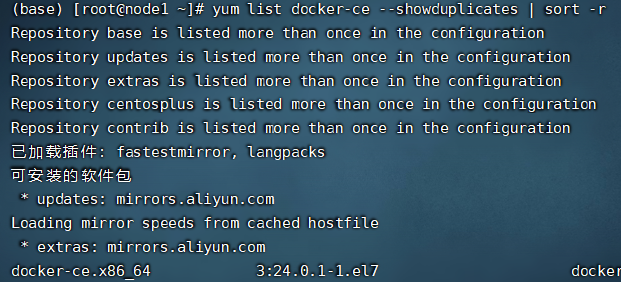 (base) [root@node1 ~]# yum list docker-ce --showduplicates | sort -r
Repository base is listed more than once in the configuration
Repository updates is listed more than once in the configuration
Repository extras is listed more than once in the configuration
Repository centosplus is listed more than once in the configuration
Repository contrib is listed more than once in the configuration
已加载插件: fastestmirror, langpacks
可安装的软件包
 * updates: mirrors.aliyun.com
Loading mirror speeds from cached hostfile
 * extras: mirrors.aliyun.com
docker-ce.x86_64            3:24.0.1-1.el7                      docker